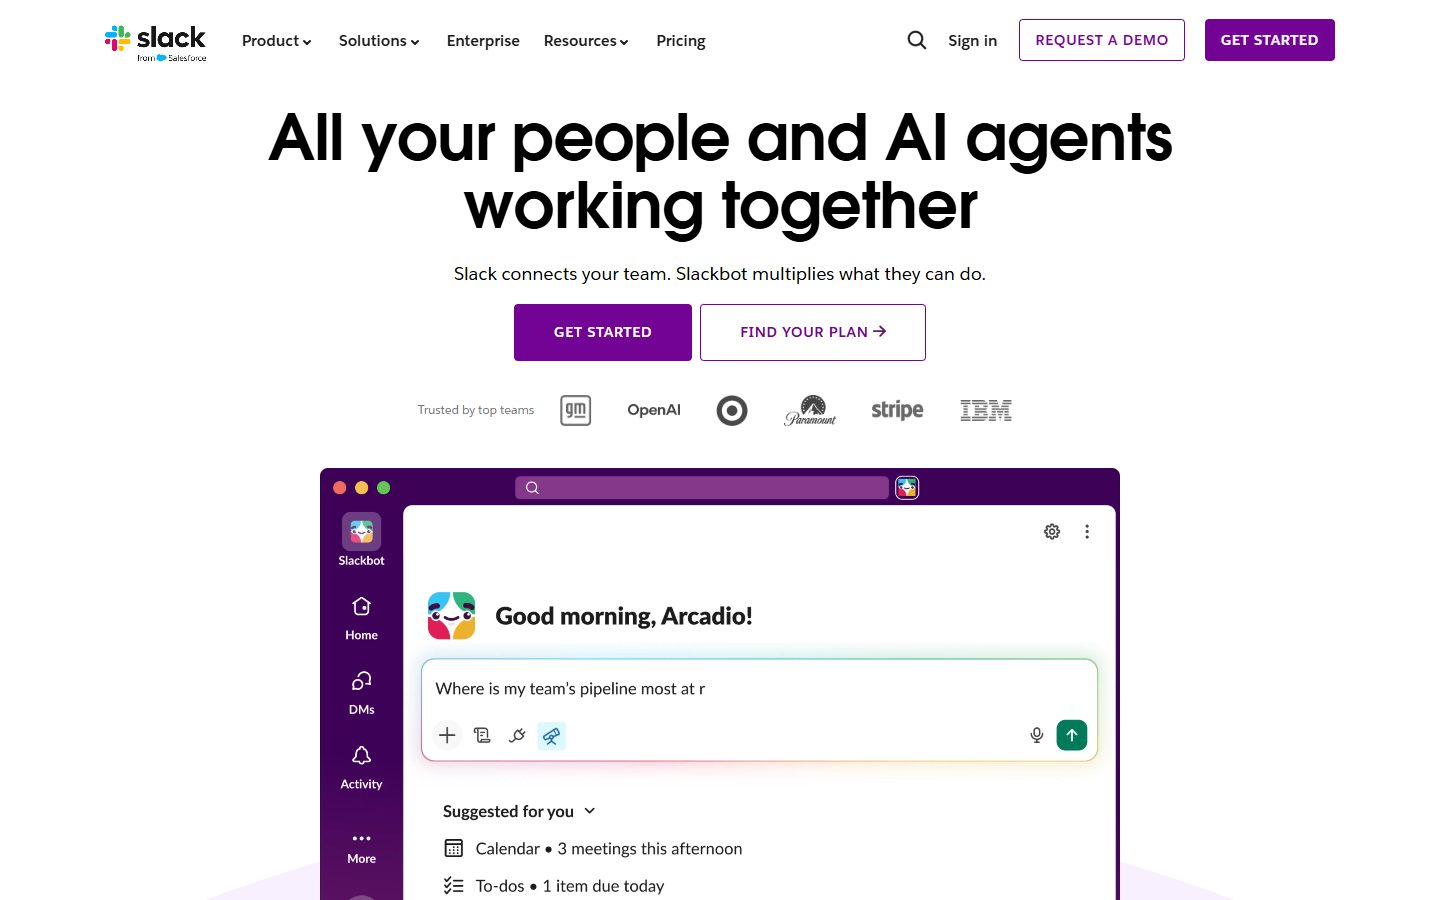 slack
from Salesforce
Product
Solutions
Enterprise
Resources
Pricing
Sign in
REQUEST A DEMO
GET STARTED
All your people and AI agents
working together
Slack connects your team. Slackbot multiplies what they can do.
GET STARTED
FIND YOUR PLAN →
Trusted by top teams
gm
OpenAI
Paramount
stripe
IBM
Slackbot
Home
DMs
Activity
More
Good morning, Arcadio!
Where is my team’s pipeline most at r
Suggested for you
Calendar • 3 meetings this afternoon
To-dos • 1 item due today